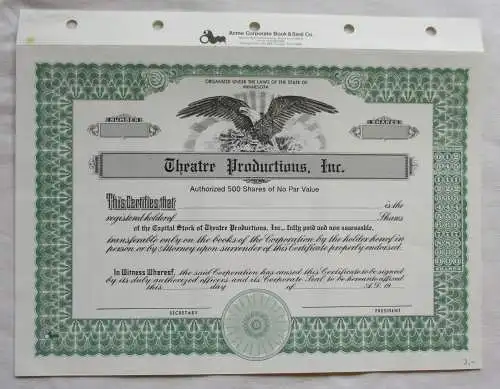 Acme Corporate Book & Seal Co.
ORGANIZED UNDER THE LAWS OF THE STATE OF
MINNESOTA
NUMBER
SHARES
Theatre Productions, Inc.
Authorized 500 Shares of No Par Value
This Certifies that is the
registered holder of Shares
of the Capital Stock of Theatre Productions, Inc., fully paid and non assessable,
transferable only on the books of the Corporation by the holder hereof in
person or by Attorney upon surrender of this Certificate properly endorsed.
In Witness Whereof, the said Corporation has caused this Certificate to be signed
by its duly authorized officers and its Corporate Seal to be hereunto affixed
this day of A.D. 19
SECRETARY
PRESIDENT
3,-